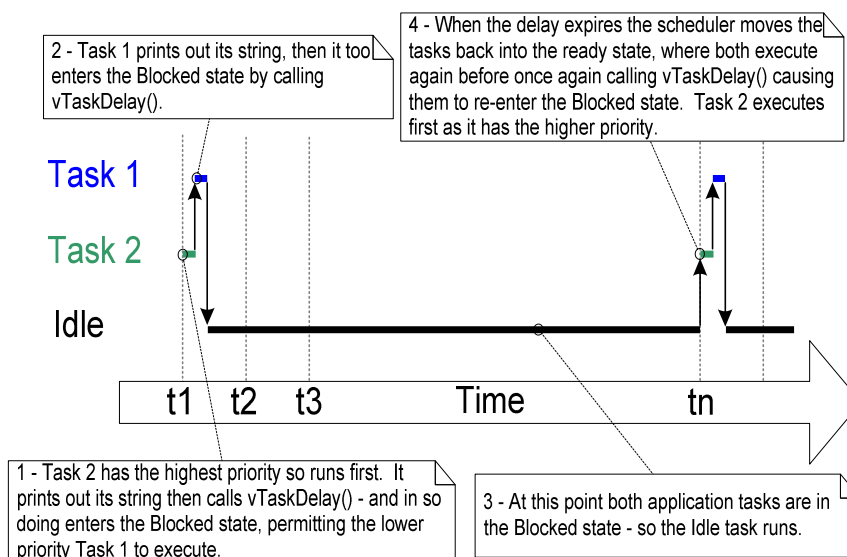 2 - Task 1 prints out its string, then it too
enters the Blocked state by calling
vTaskDelay().
4 - When the delay expires the scheduler moves the
tasks back into the ready state, where both execute
again before once again calling vTaskDelay() causing
them to re-enter the Blocked state.  Task 2 executes
first as it has the higher priority.
Task 1
Task 2
Idle
t1 t2 t3 Time tn
1 - Task 2 has the highest priority so runs first.  It
prints out its string then calls vTaskDelay() - and in so
doing enters the Blocked state, permitting the lower
priority Task 1 to execute.
3 - At this point both application tasks are in
the Blocked state - so the Idle task runs.